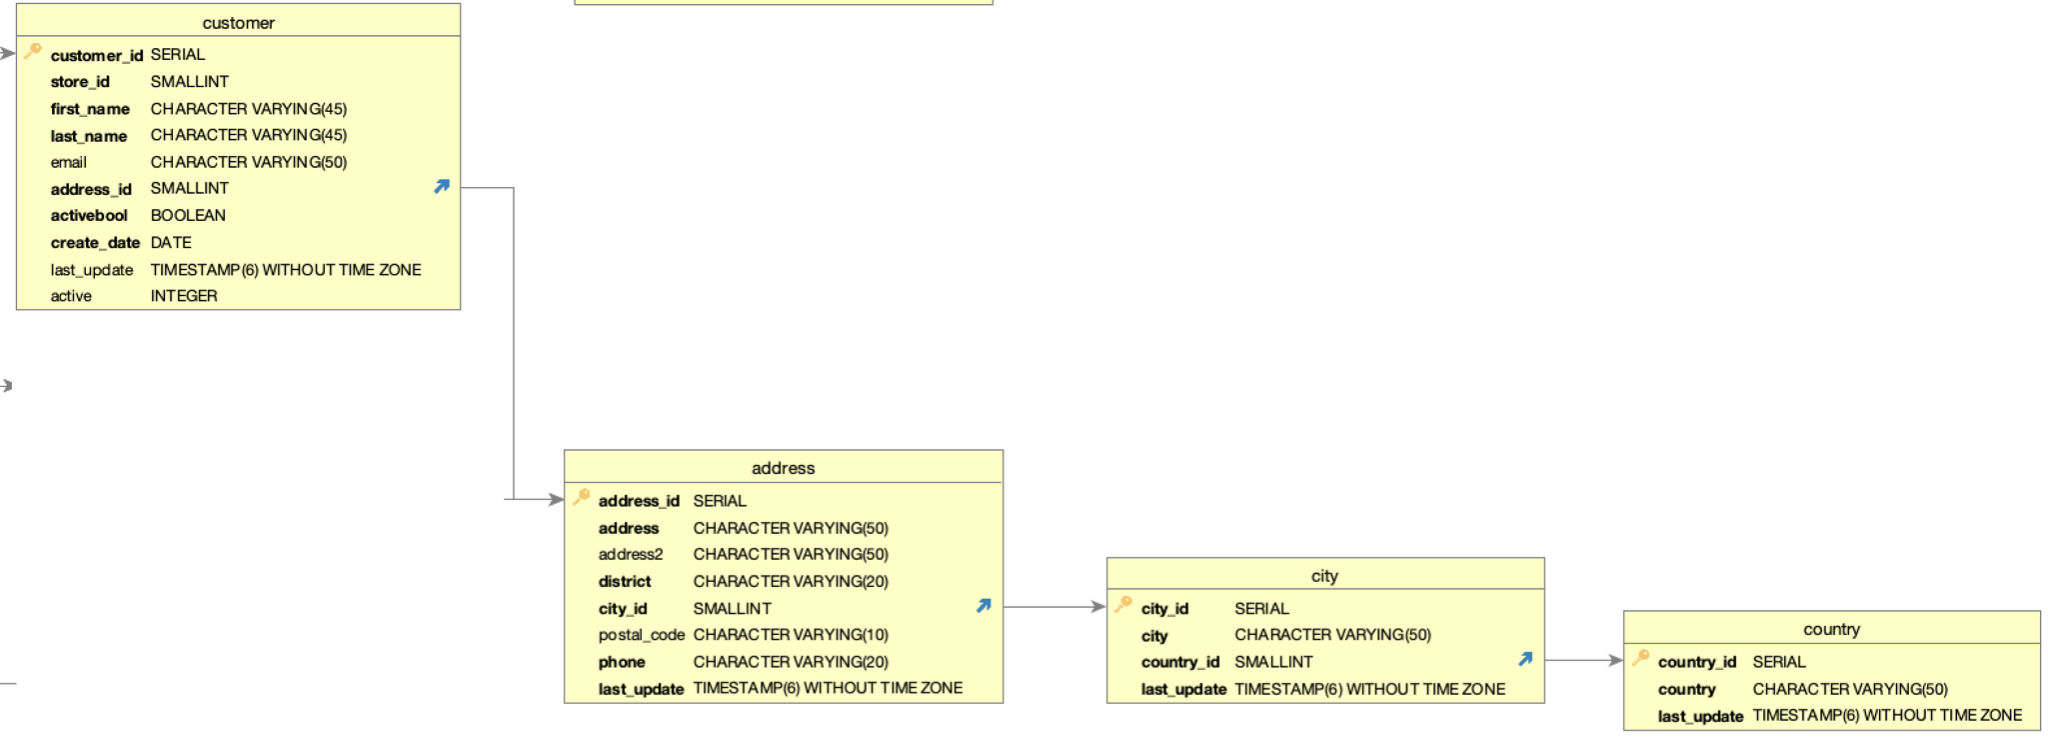 customer
customer_id SERIAL
store_id SMALLINT
first_name CHARACTER VARYING(45)
last_name CHARACTER VARYING(45)
email CHARACTER VARYING(50)
address_id SMALLINT
activebool BOOLEAN
create_date DATE
last_update TIMESTAMP(6) WITHOUT TIME ZONE
active INTEGER
address
address_id SERIAL
address CHARACTER VARYING(50)
address2 CHARACTER VARYING(50)
district CHARACTER VARYING(20)
city_id SMALLINT
postal_code CHARACTER VARYING(10)
phone CHARACTER VARYING(20)
last_update TIMESTAMP(6) WITHOUT TIME ZONE
city
city_id SERIAL
city CHARACTER VARYING(50)
country_id SMALLINT
last_update TIMESTAMP(6) WITHOUT TIME ZONE
country
country_id SERIAL
country CHARACTER VARYING(50)
last_update TIMESTAMP(6) WITHOUT TIME ZONE